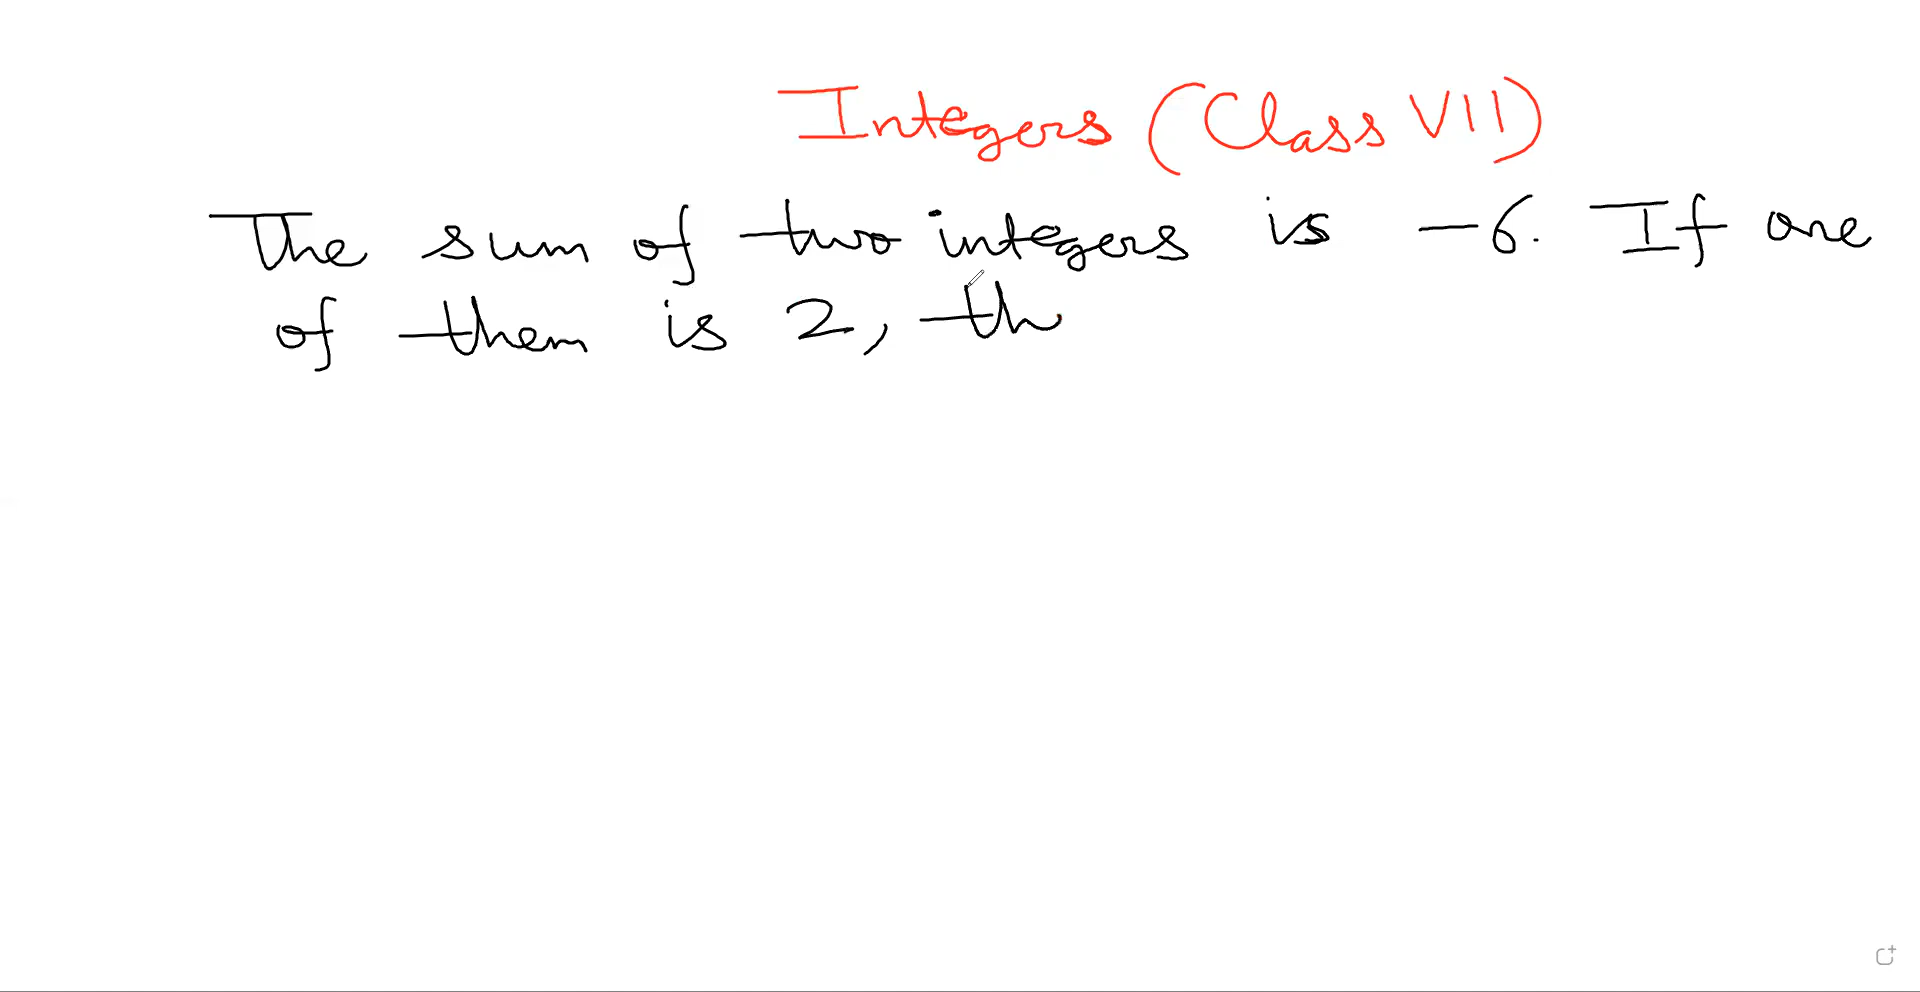 Integers (Class VII)
The sum of two integers is -6. If one
of them is 2, th